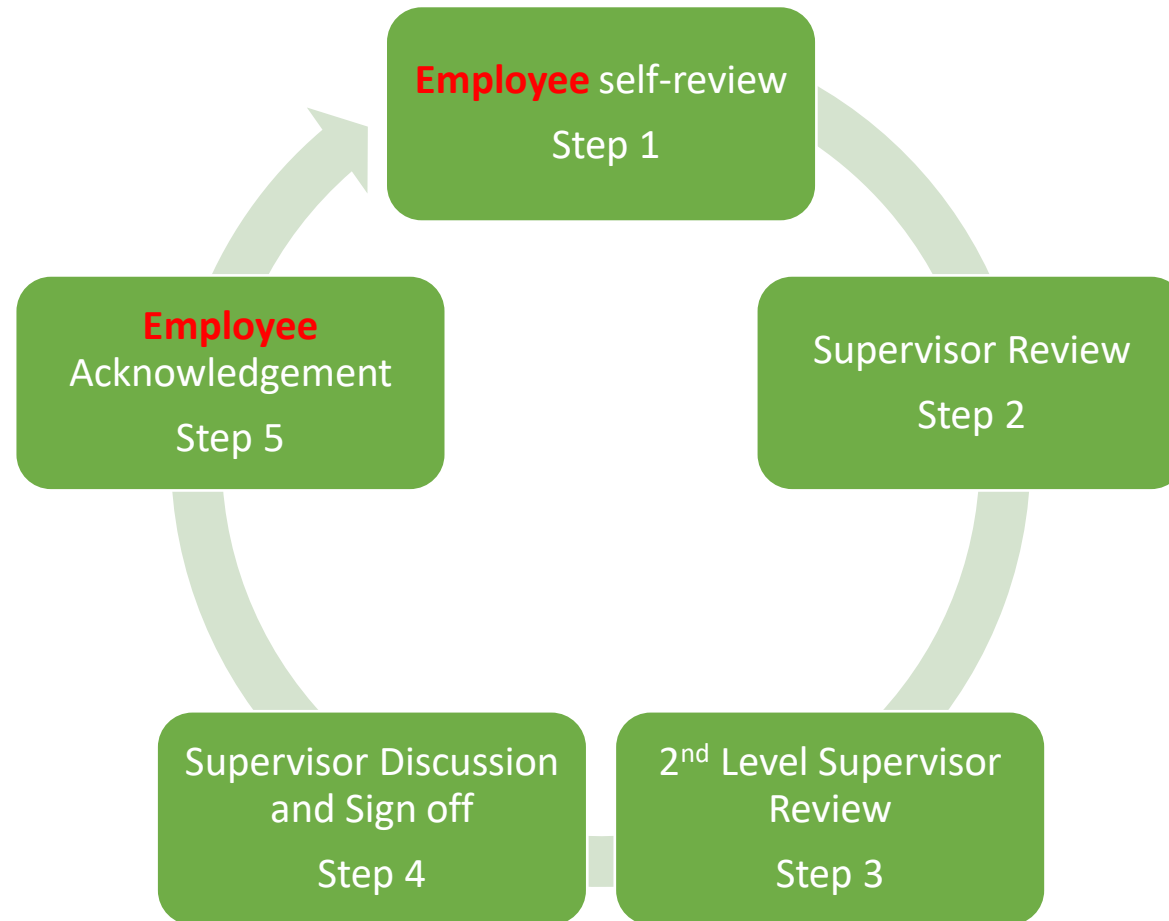 Employee self-review
Step 1
Supervisor Review
Step 2
2nd Level Supervisor
Review
Step 3
Supervisor Discussion
and Sign off
Step 4
Employee
Acknowledgement
Step 5